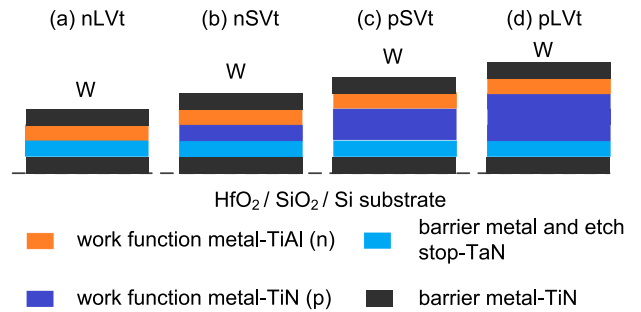 (a) nLVt (b) nSVt (c) pSVt (d) pLVt
W W W W
HfO₂ / SiO₂ / Si substrate
work function metal-TiAl (n)
barrier metal and etch
stop-TaN
work function metal-TiN (p)
barrier metal-TiN